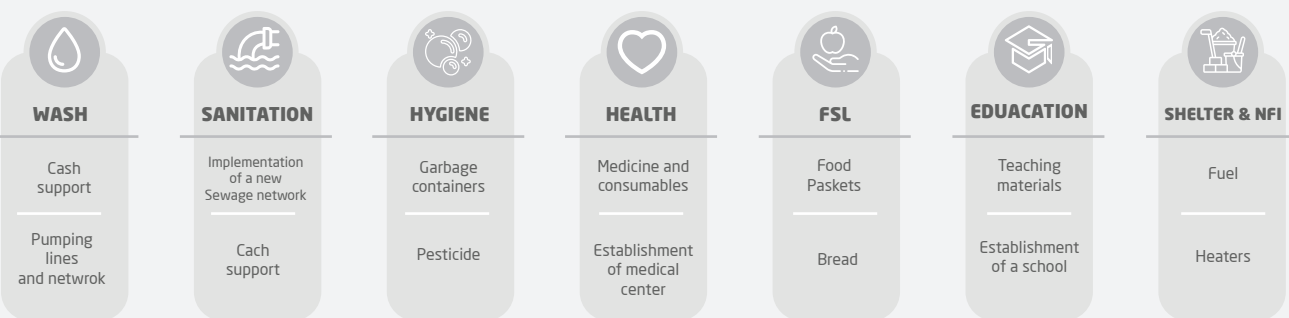 WASH
Cash
support
Pumping
lines
and netwrok
SANITATION
Implementation
of a new
Sewage network
Cach
support
HYGIENE
Garbage
containers
Pesticide
HEALTH
Medicine and
consumables
Establishment
of medical
center
FSL
Food
Paskets
Bread
EDUACATION
Teaching
materials
Establishment
of a school
SHELTER & NFI
Fuel
Heaters